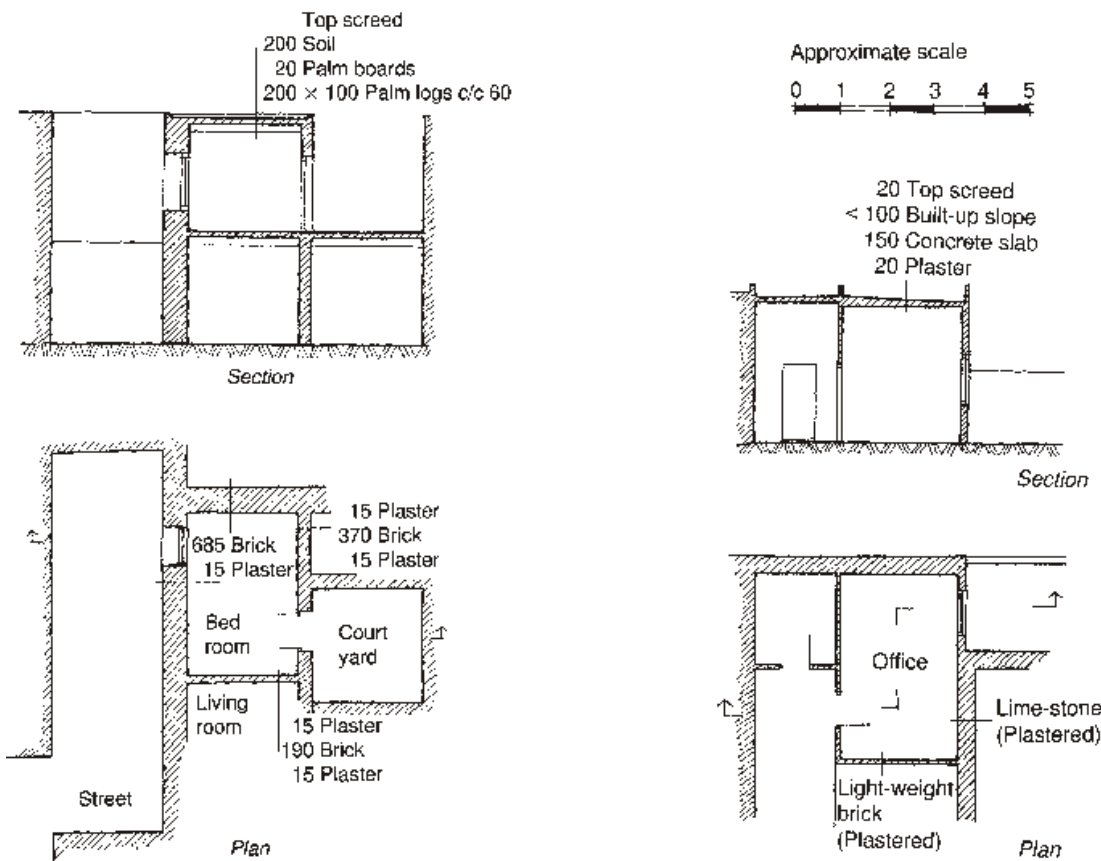 Top screed
200 Soil
20 Palm boards
200 × 100 Palm logs c/c 60
Section
685 Brick
15 Plaster
15 Plaster
370 Brick
15 Plaster
Bed
room
Court
yard
Living
room
15 Plaster
190 Brick
15 Plaster
Street
Plan
Approximate scale
0 1 2 3 4 5
20 Top screed
< 100 Built-up slope
150 Concrete slab
20 Plaster
Section
Office
Lime-stone
(Plastered)
Light-weight
brick
(Plastered)
Plan